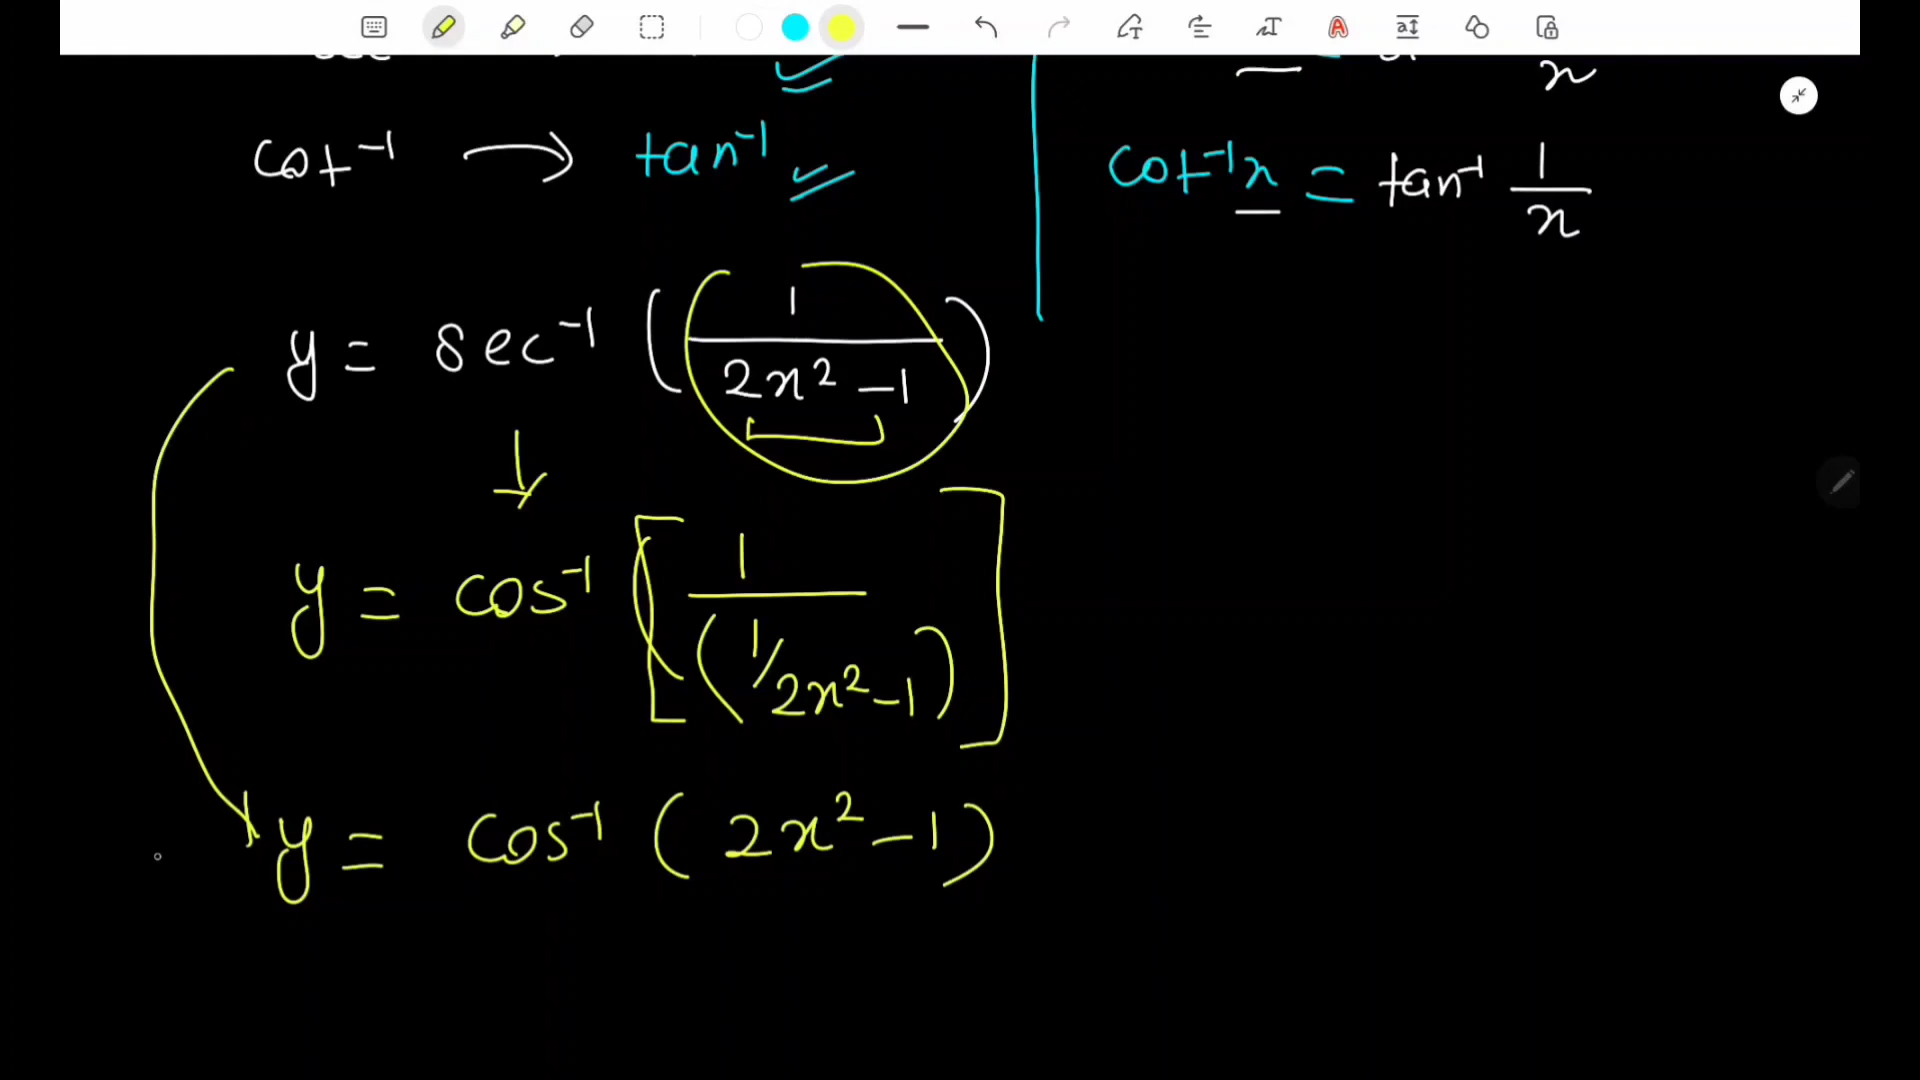 cot⁻¹ → tan⁻¹
x
cot⁻¹x = tan⁻¹ 1/x
y = sec⁻¹ (1/(2x² - 1))
y = cos⁻¹ [1/(1/2x² - 1)]
y = cos⁻¹ (2x² - 1)